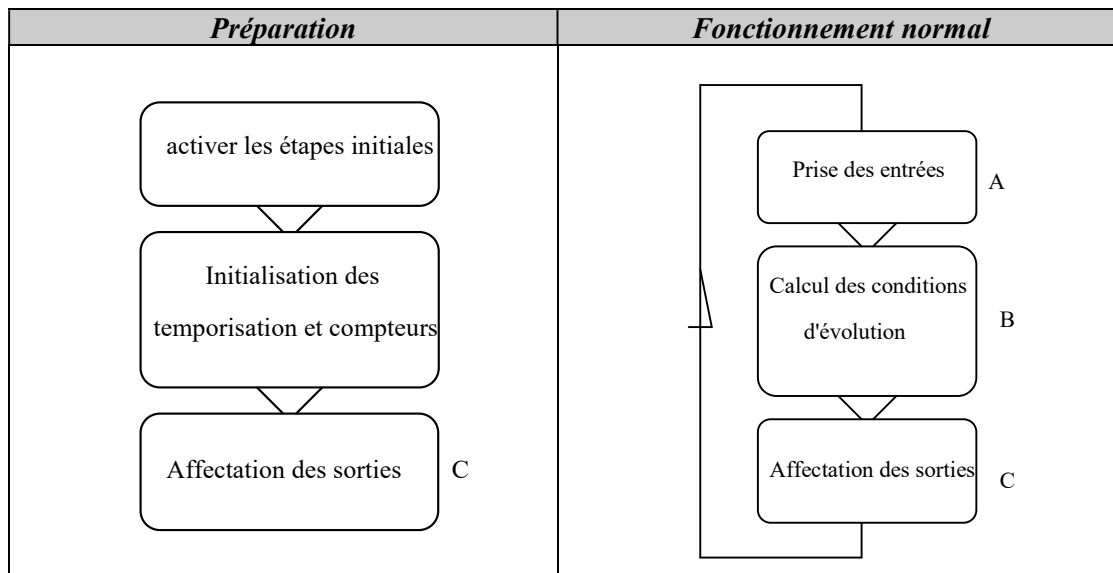 Préparation
Fonctionnement normal
activer les étapes initiales
Initialisation des
temporisation et compteurs
Affectation des sorties
C
Prise des entrées
A
Calcul des conditions
d'évolution
B
Affectation des sorties
C